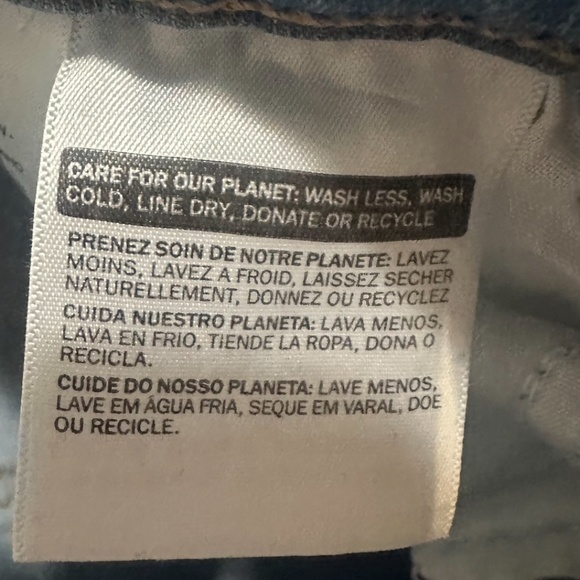 CARE FOR OUR PLANET: WASH LESS, WASH
COLD, LINE DRY, DONATE OR RECYCLE
PRENEZ SOIN DE NOTRE PLANETE: LAVEZ
MOINS, LAVEZ A FROID, LAISSEZ SECHER
NATURELLEMENT, DONNEZ OU RECYCLEZ
CUIDA NUESTRO PLANETA: LAVA MENOS,
LAVA EN FRIO, TIENDE LA ROPA, DONA O
RECICLA.
CUIDE DO NOSSO PLANETA: LAVE MENOS,
LAVE EM ÁGUA FRIA, SEQUE EM VARAL, DOE
OU RECICLE.